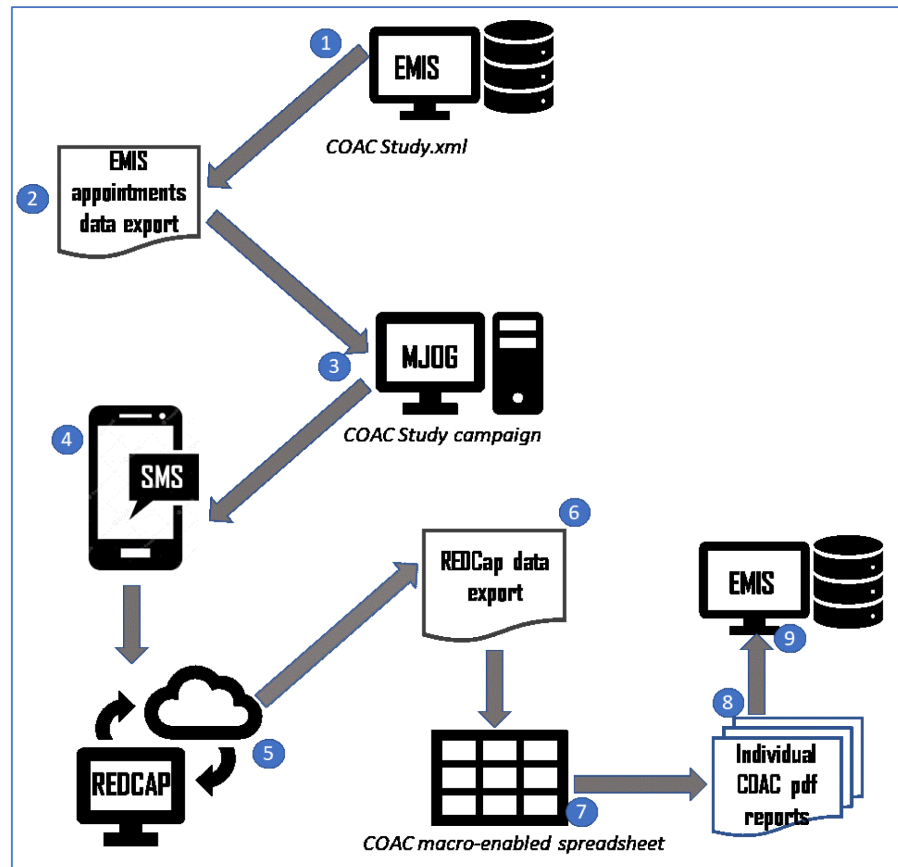 1
EMIS
COAC Study.xml
2
EMIS
appointments
data export
3
MJOG
COAC Study campaign
4
SMS
5
REDCAP
6
REDCap data
export
7
COAC macro-enabled spreadsheet
8
Individual
COAC pdf
reports
9
EMIS